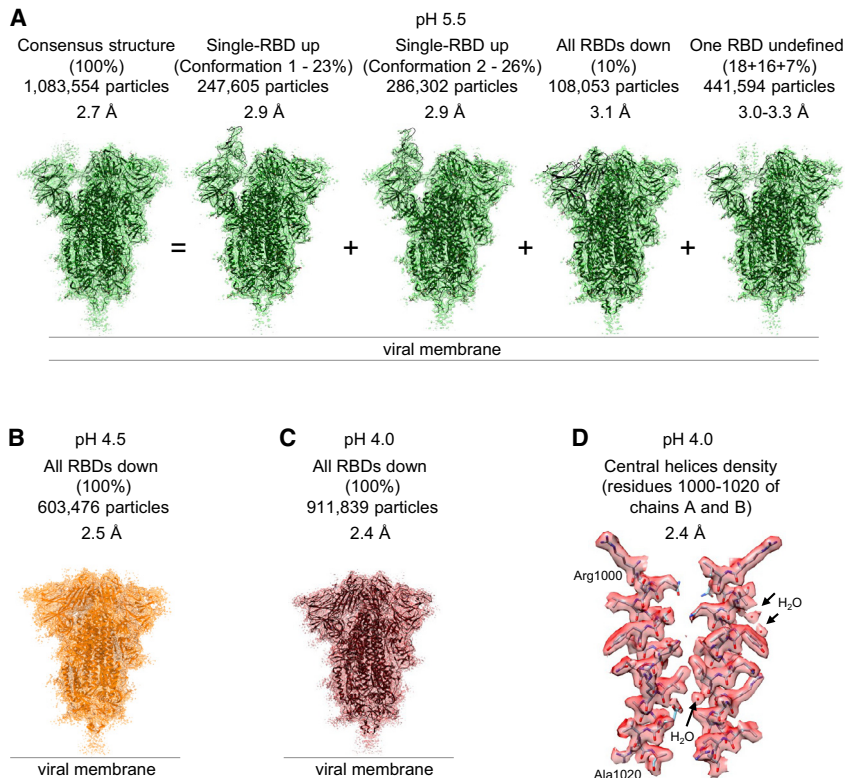 A
pH 5.5
Consensus structure
(100%)
1,083,554 particles
2.7 Å
Single-RBD up
(Conformation 1 - 23%)
247,605 particles
2.9 Å
Single-RBD up
(Conformation 2 - 26%)
286,302 particles
2.9 Å
All RBDs down
(10%)
108,053 particles
3.1 Å
One RBD undefined
(18+16+7%)
441,594 particles
3.0-3.3 Å
=
+
+
+
viral membrane
B
pH 4.5
All RBDs down
(100%)
603,476 particles
2.5 Å
viral membrane
C
pH 4.0
All RBDs down
(100%)
911,839 particles
2.4 Å
viral membrane
D
pH 4.0
Central helices density
(residues 1000-1020 of
chains A and B)
2.4 Å
Arg1000
H₂O
H₂O
Ala1020